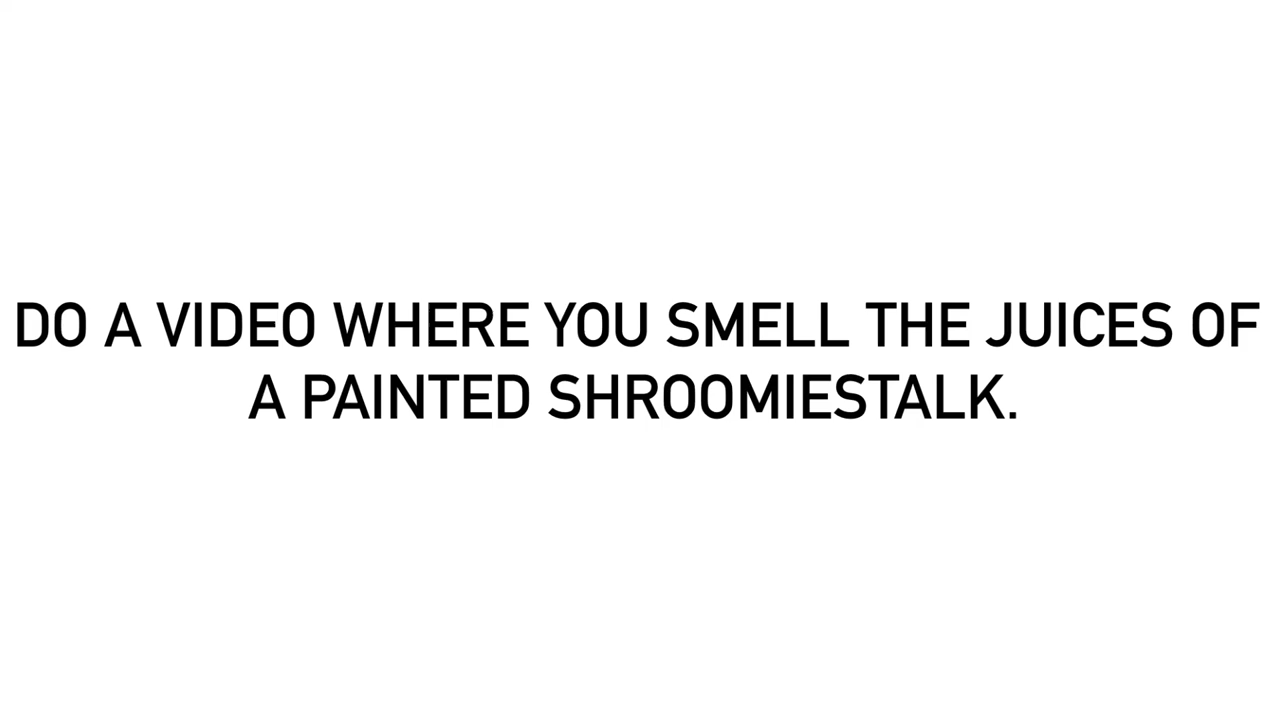 DO A VIDEO WHERE YOU SMELL THE JUICES OF
A PAINTED SHROOMIESTALK.